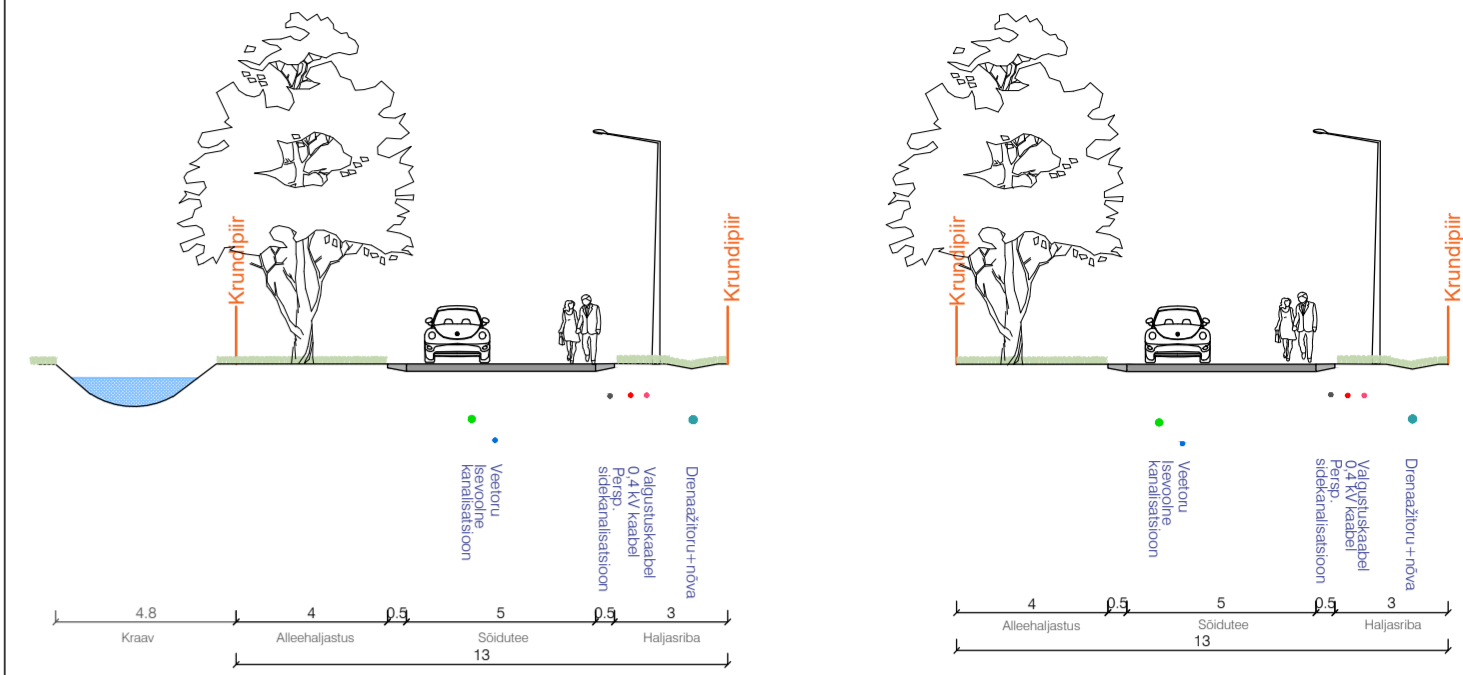 Krundipiir
Krundipiir
Veetoru
Isevoolne
kanalisatsioon
Valgustuskaabel
0,4 kV kaabel
Persp.
sidekanalisatsioon
Drenaažitoru+nõva
4.8
4
0.5
5
0.5
3
Kraav
Alleehaljastus
Sõidutee
Haljasriba
13
Krundipiir
Krundipiir
Veetoru
Isevoolne
kanalisatsioon
Valgustuskaabel
0,4 kV kaabel
Persp.
sidekanalisatsioon
Drenaažitoru+nõva
4
0.5
5
0.5
3
Alleehaljastus
Sõidutee
Haljasriba
13